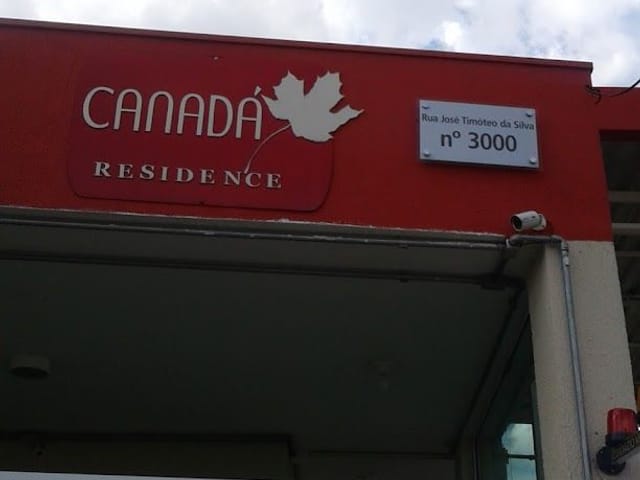 CANADÁ
RESIDENCE
Rua José Timóteo da Silva
nº 3000